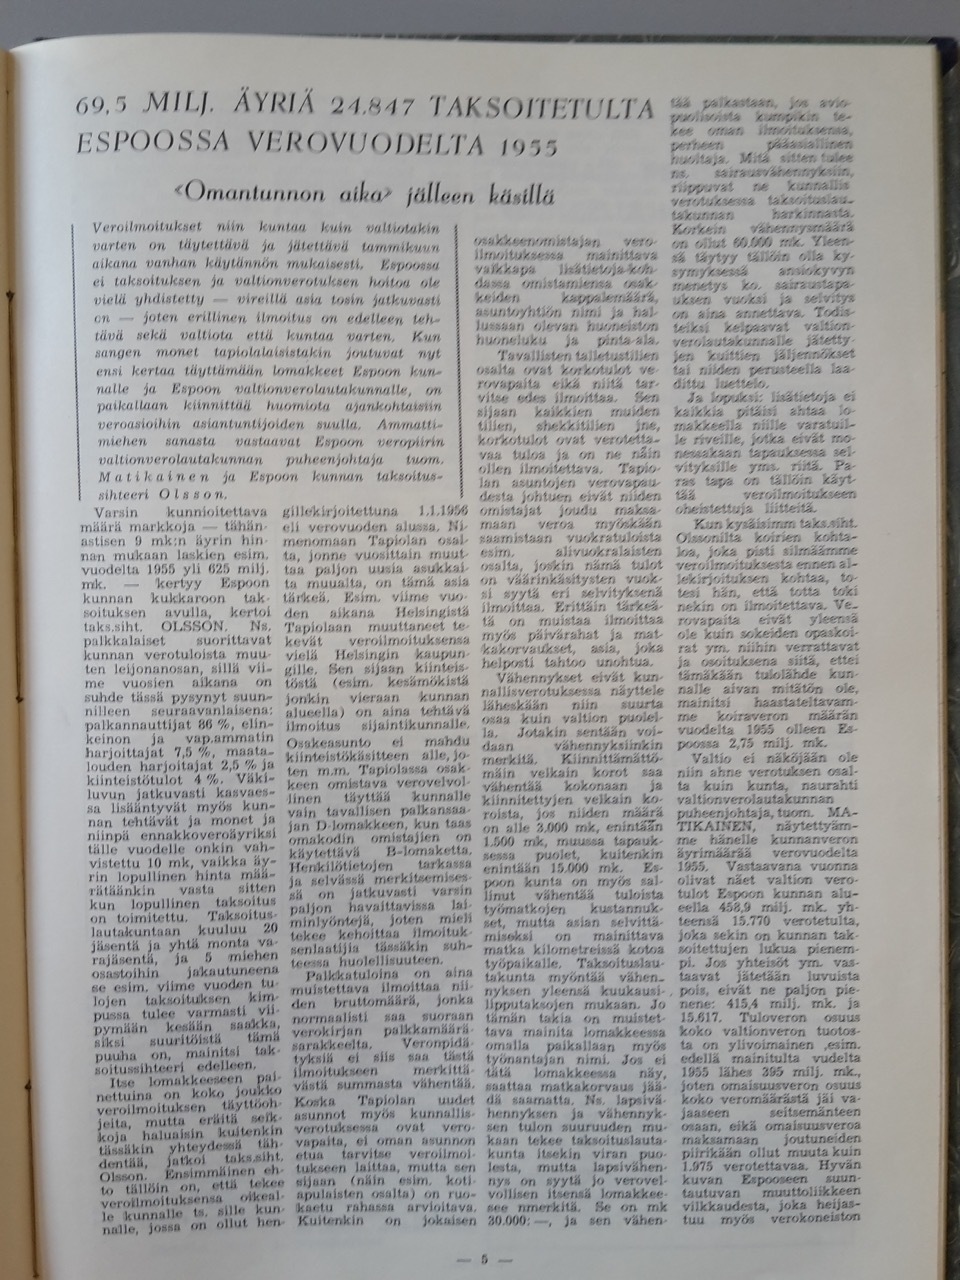 69,5 MILJ. ÄYRIÄ 24.847 TAKSOITETULTA
ESPOOSSA VEROVUODELTA 1955
«Omantunnon aika» jälleen käsillä
Veroilmoitukset niin kuntaa kuin valtiotakin
varten on täytettävä ja jätettävä tammikuun
aikana vanhan käytännön mukaisesti. Espoossa
ei taksoituksen ja valtionverotuksen hoitoa ole
vielä yhdistetty — vireillä asia tosin jatkuvasti
on — joten erillinen ilmoitus on edelleen teh-
tävä sekä valtiota että kuntaa varten. Kun
sangen monet tapiolalaisistakin joutuvat nyt
ensi kertaa täyttämään lomakkeet Espoon kun-
nalle ja Espoon valtionverolautakunnalle, on
paikallaan kiinnittää huomiota ajankohtaisiin
veroasioihin asiantuntijoiden suulla. Ammatti-
miehen sanasta vastaavat Espoon veropiirin
valtionverolautakunnan puheenjohtaja tuom.
Matikainen ja Espoon kunnan taksoitus-
sihteeri Olsson.
Varsin kunnioitettava
määrä markkoja — tähän-
astisen 9 mk:n äyrin hin-
nan mukaan laskien esim.
vuodelta 1955 yli 625 milj.
mk. — kertyy Espoon
kunnan kukkaroon tak-
soituksen avulla, kertoi
taks.siht. OLSSON. Ns.
palkkalaiset suorittavat
kunnan verotuloista muu-
ten leijonanosan, sillä vii-
me vuosien aikana on
suhde tässä pysynyt suun-
nilleen seuraavanlaisena:
palkannauttijat 86 %, elin-
keinon ja vap.ammatin
harjoittajat 7,5 %, maata-
louden harjoitajat 2,5 % ja
kiinteistötulot 4 %. Väki-
luvun jatkuvasti kasvaes-
sa lisääntyvät myös kun-
nan tehtävät ja monet ja
niinpä ennakkoveroäyriksi
tälle vuodelle onkin vah-
vistettu 10 mk, vaikka äy-
rin lopullinen hinta mää-
rätäänkin vasta sitten
kun lopullinen taksoitus
on toimitettu. Taksoitus-
lautakuntaan kuuluu 20
jäsentä ja yhtä monta va-
rajäsentä, ja 5 miehen
osastoihin jakautuneena
se esim. viime vuoden tu-
lojen taksoituksen kim-
pussa tulee varmasti vii-
pymään kesään saakka,
siksi suuritöistä tämä
puuha on, mainitsi tak-
soitussihteeri edelleen.
Itse lomakkeeseen pai-
nettuina on koko joukko
veroilmoituksen täyttöoh-
jeita, mutta eräitä seik-
koja haluaisin kuitenkin
tässäkin yhteydessä täh-
dentää, jatkoi taks.siht.
Olsson. Ensimmäinen eh-
to tällöin on, että tekee
veroilmoituksensa oikeal-
le kunnalle ts. sille kun-
nalle, jossa on ollut hen-
gillekirjoitettuna 1.1.1956
eli verovuoden alussa. Ni-
menomaan Tapiolan osal-
ta, jonne vuosittain muut-
taa paljon uusia asukkai-
ta muualta, on tämä asia
tärkeä. Esim. viime vuo-
den aikana Helsingistä
Tapiolaan muuttaneet te-
kevät veroilmoituksensa
vielä Helsingin kaupun-
gille. Sen sijaan kiinteis-
töstä (esim. kesämökistä
jonkin vieraan kunnan
alueella) on aina tehtävä
ilmoitus sijaintikunnalle.
Osakeasunto ei mahdu
kiinteistökäsitteen alle, jo-
ten m.m. Tapiolassa osak-
keen omistava verovelvol-
linen täyttää kunnalle
vain tavallisen palkansaa-
jan D-lomakkeen, kun taas
omakodin omistajien on
käytettävä B-lomaketta.
Henkilötietojen tarkassa
ja selvässä merkitsemises-
sä on jatkuvasti varsin
paljon havaittavissa lai-
minlyöntejä, joten mieli
tekee kehoittaa ilmoituk-
senlaatijia tässäkin suh-
teessa huolellisuuteen.
Palkkatuloina on aina
muistettava ilmoittaa nii-
den bruttomäärä, jonka
normaalisti saa suoraan
verokirjan palkkamäärä-
sarakkeelta. Veronpidä-
tyksiä ei siis saa tästä
ilmoitukseen merkittä-
västä summasta vähentää.
Koska Tapiolan uudet
asunnot myös kunnallis-
verotuksessa ovat vero-
vapaita, ei oman asunnon
etua tarvitse veroilmoi-
tukseen laittaa, mutta sen
sijaan (näin esim. koti-
apulaisten osalta) on ruo-
kaetu rahassa arvioitava.
Kuitenkin on jokaisen
osakkeenomistajan vero-
ilmoituksessa mainittava
vaikkapa lisätietoja-koh-
dassa omistamiensa osak-
keiden kappalemäärä,
asuntoyhtiön nimi ja hal-
lussaan olevan huoneiston
huoneluku ja pinta-ala.
Tavallisten talletustilien
osalta ovat korkotulot ve-
rovapaita eikä niitä tar-
vitse edes ilmoittaa. Sen
sijaan kaikkien muiden
tilien, shekkitilien jne,
korkotulot ovat verotetta-
vaa tuloa ja on ne näin
ollen ilmoitettava. Tapio-
lan asuntojen verovapau-
desta johtuen eivät niiden
omistajat joudu maksa-
maan veroa myöskään
saamistaan vuokratuloista
esim. alivuokralaisten
osalta, joskin nämä tulot
on väärinkäsitysten vuok-
si syytä eri selvityksenä
ilmoittaa. Erittäin tärkeä-
tä on muistaa ilmoittaa
myös päivärahat ja mat-
kakorvaukset, asia, joka
helposti tahtoo unohtua.
Vähennykset eivät kun-
nallisverotuksessa näyttele
läheskään niin suurta
osaa kuin valtion puolel-
la. Jotakin sentään voi-
daan vähennyksiinkin
merkitä. Kiinnittämättö-
mäin velkain korot saa
vähentää kokonaan ja
kiinnitettyjen velkain ko-
roista, jos niiden määrä
on alle 3.000 mk, enintään
1.500 mk, muussa tapauk-
sessa puolet, kuitenkin
enintään 15.000 mk. Es-
poon kunta on myös sal-
linut vähentää tuloista
työmatkojen kustannuk-
set, mutta asian selvittä-
miseksi on mainittava
matka kilometreissä kotoa
työpaikalle. Taksoituslau-
takunta myöntää vähen-
nyksen yleensä kuukausi-
lipputaksojen mukaan. Jo
tämän takia on muistet-
tava mainita lomakkeessa
omalla paikallaan myös
työnantajan nimi. Jos ei
tätä lomakkeessa näy,
saattaa matkakorvaus jää-
dä saamatta. Ns. lapsivä-
hennyksen ja vähennyk-
sen tulon suuruuden mu-
kaan tekee taksoituslauta-
kunta itsekin viran puo-
lesta, mutta lapsivähen-
nys on syytä jo verovel-
vollisen itsensä lomakkee-
see nmerkitä. Se on mk
30.000:—, ja sen vähen-
tää palkastaan, jos avio-
puolisoista kumpikin te-
kee oman ilmoituksensa,
perheen pääasiallinen
huoltaja. Mitä sitten tulee
ns. sairausvähennyksiin,
riippuvat ne kunnallis
verotuksessa taksoituslau-
takunnan harkinnasta.
Korkein vähennysmäärä
on ollut 60.000 mk. Yleen-
sä täytyy tällöin olla ky-
symyksessä ansiokyvyn
menetys ko. sairaustapa-
uksen vuoksi ja selvitys
on aina annettava. Todis-
teiksi kelpaavat valtion-
verolautakunnalle jätetty-
jen kuittien jäljennökset
tai niiden perusteella laa-
dittu luettelo.
Ja lopuksi: lisätietoja ei
kaikkia pitäisi ahtaa lo-
makkeella niille varatuil-
le riveille, jotka eivät mo-
nessakaan tapauksessa sel-
vityksille yms. riitä. Pa-
ras tapa on tällöin käyt-
tää veroilmoitukseen
oheistettuja liitteitä.
Kun kysäisimm taks.siht.
Olssonilta koirien kohta-
loa, joka pisti silmäämme
veroilmoituksesta ennen al-
lekirjoituksen kohtaa, to-
tesi hän, että totta toki
nekin on ilmoitettava. Ve-
rovapaita eivät yleensä
ole kuin sokeiden opaskoi-
rat ym. niihin verrattavat
ja osoituksena siitä, ettei
tämäkään tulolähde kun-
nalle aivan mitätön ole,
mainitsi haastateltavam-
me koiraveron määrän
vuodelta 1955 olleen Es-
poossa 2,75 milj. mk.
Valtio ei näköjään ole
niin ahne verotuksen osal-
ta kuin kunta, naurahti
valtionverolautakunnan
puheenjohtaja, tuom. MA-
TIKAINEN, näytettyäm-
me hänelle kunnanveron
äyrimäärää verovuodelta
1955. Vastaavana vuonna
olivat näet valtion vero-
tulot Espoon kunnan alu-
eella 458,9 milj. mk. yh-
teensä 15.770 verotetulta,
joka sekin on kunnan tak-
soitettujen lukua pienem-
pi. Jos yhteisöt ym. vas-
taavat jätetään luvuista
pois, eivät ne paljon pie-
nene: 415,4 milj. mk. ja
15.617. Tuloveron osuus
koko valtionveron tuotos-
ta on ylivoimainen ,esim.
edellä mainitulta vudelta
1955 lähes 395 milj. mk.,
joten omaisuusveron osuus
koko veromäärästä jäi va-
jaaseen seitsemänteen
osaan, eikä omaisuusveroa
maksamaan joutuneiden
piirikään ollut muuta kuin
1.975 verotettavaa. Hyvän
kuvan Espooseen suun-
tautuvan muuttoliikkeen
vilkkaudesta, joka heijas-
tuu myös verokoneiston
— 5 —